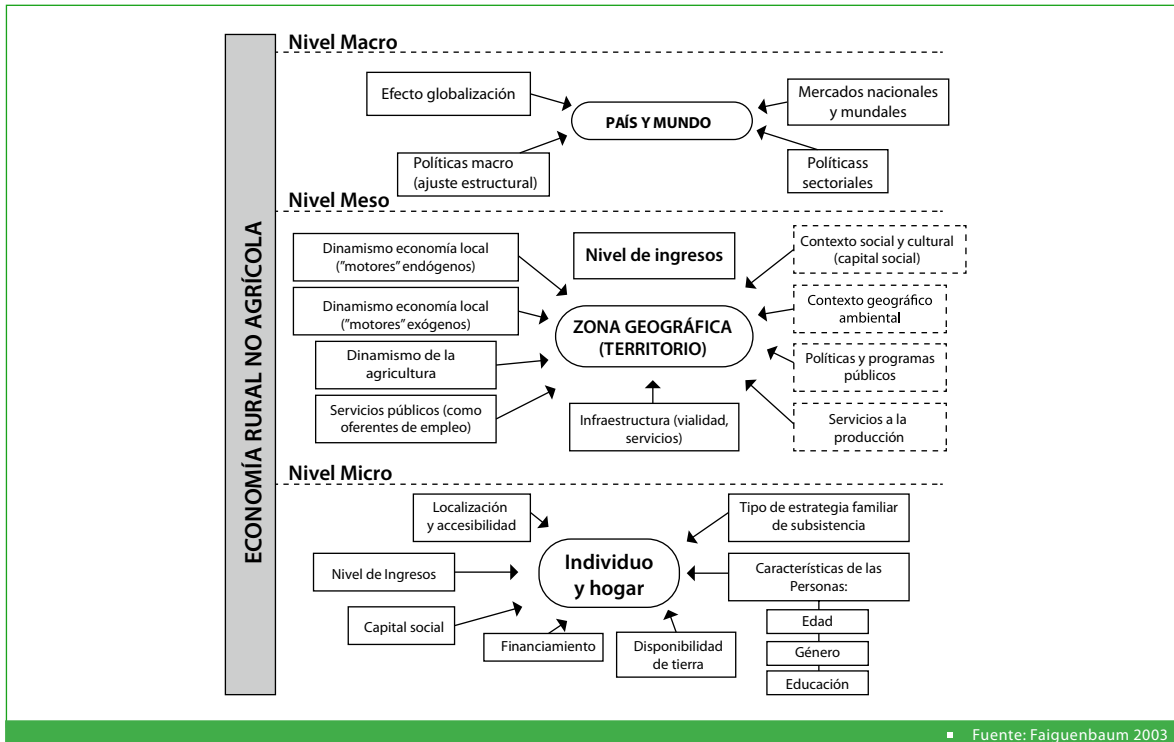 ECONOMÍA RURAL NO AGRÍCOLA
Nivel Macro
Efecto globalización
Mercados nacionales
y mundales
PAÍS Y MUNDO
Políticas macro
(ajuste estructural)
Políticass
sectoriales
Nivel Meso
Dinamismo economía local
("motores" endógenos)
Nivel de ingresos
Contexto social y cultural
(capital social)
Dinamismo economía local
("motores" exógenos)
ZONA GEOGRÁFICA
(TERRITORIO)
Contexto geográfico
ambiental
Dinamismo de la
agricultura
Políticas y programas
públicos
Servicios públicos (como
oferentes de empleo)
Infraestructura (vialidad,
servicios)
Servicios a la
producción
Nivel Micro
Localización
y accesibilidad
Tipo de estrategia familiar
de subsistencia
Individuo
y hogar
Nivel de Ingresos
Características de las
Personas:
Capital social
Financiamiento
Disponibilidad
de tierra
Edad
Género
Educación
Fuente: Faiguenbaum 2003